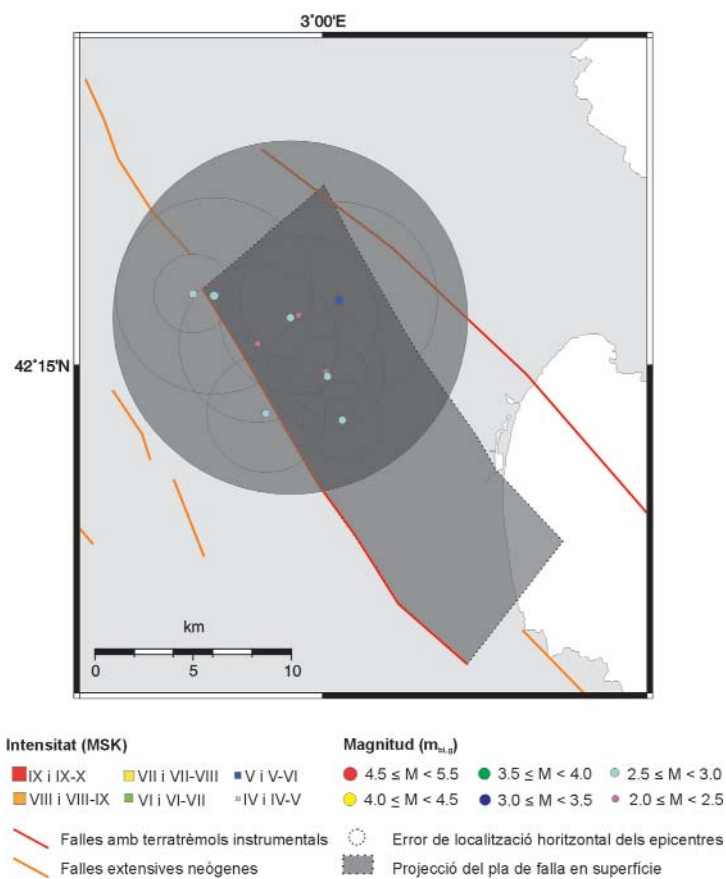 3°00'E
42°15'N
km
0 5 10
Intensitat (MSK)
Magnitud (mbLg)
IX i IX-X
VII i VII-VIII
V i V-VI
4.5 ≤ M < 5.5
3.5 ≤ M < 4.0
2.5 ≤ M < 3.0
VIII i VIII-IX
VI i VI-VII
IV i IV-V
4.0 ≤ M < 4.5
3.0 ≤ M < 3.5
2.0 ≤ M < 2.5
Falles amb terratrèmols instrumentals
Error de localització horitzontal dels epicentres
Falles extensives neògenes
Projecció del pla de falla en superfície